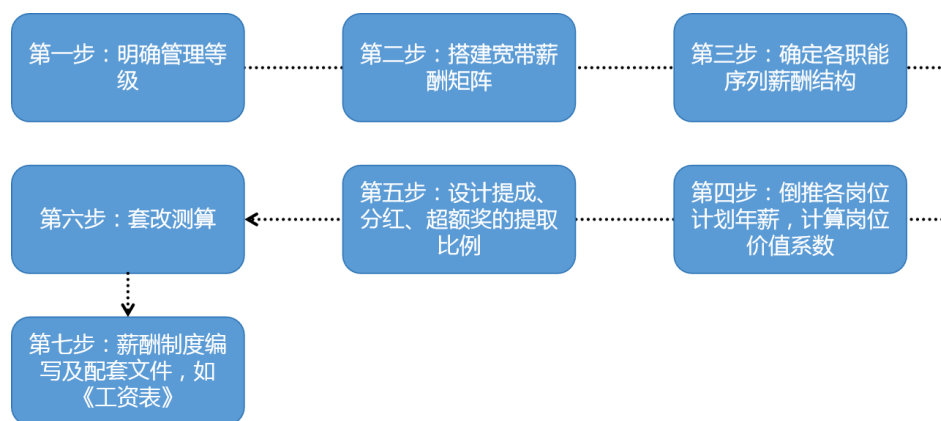 第一步：明确管理等
级
第二步：搭建宽带薪
酬矩阵
第三步：确定各职能
序列薪酬结构
第四步：倒推各岗位
计划年薪，计算岗位
价值系数
第五步：设计提成、
分红、超额奖的提取
比例
第六步：套改测算
第七步：薪酬制度编
写及配套文件，如
《工资表》